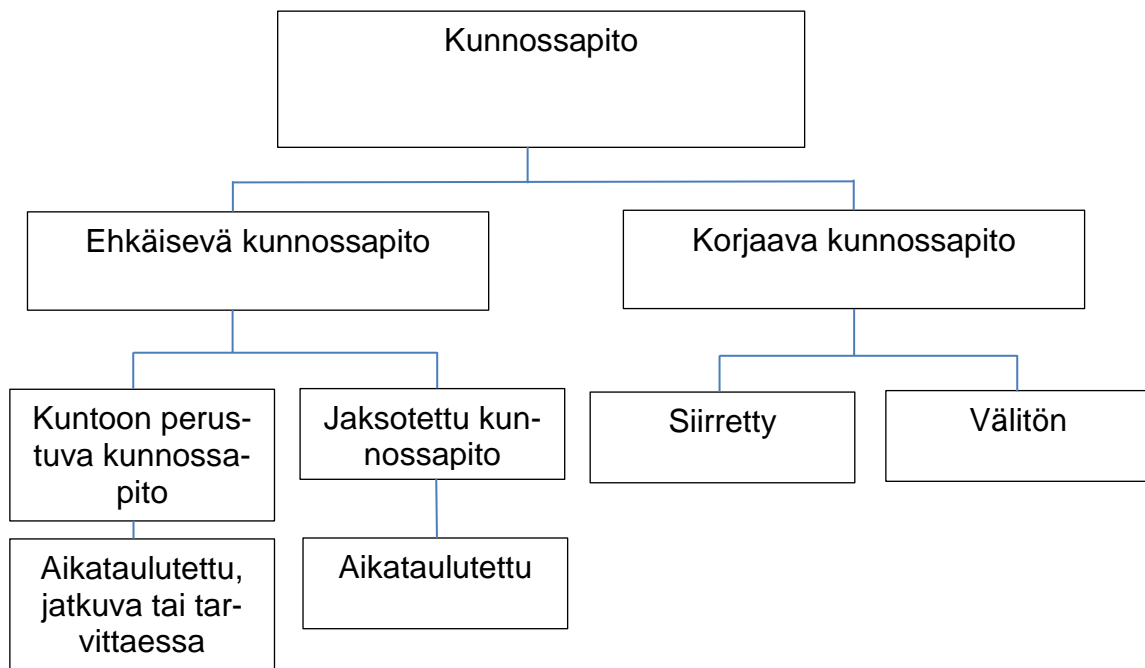 Kunnossapito
Ehkäisevä kunnossapito
Korjaava kunnossapito
Kuntoon perus-
tuva kunnossa-
pito
Jaksotettu kun-
nossapito
Siirretty
Välitön
Aikataulutettu,
jatkuva tai tar-
vittaessa
Aikataulutettu